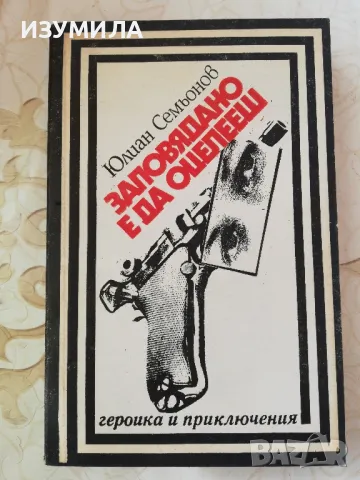 ИЗУМИЛА
Юлиан Семьонов
ЗАПОВЯДАНО
Е ДА ОЦЕЛЕЕШ
героика и приключения
BAZAR